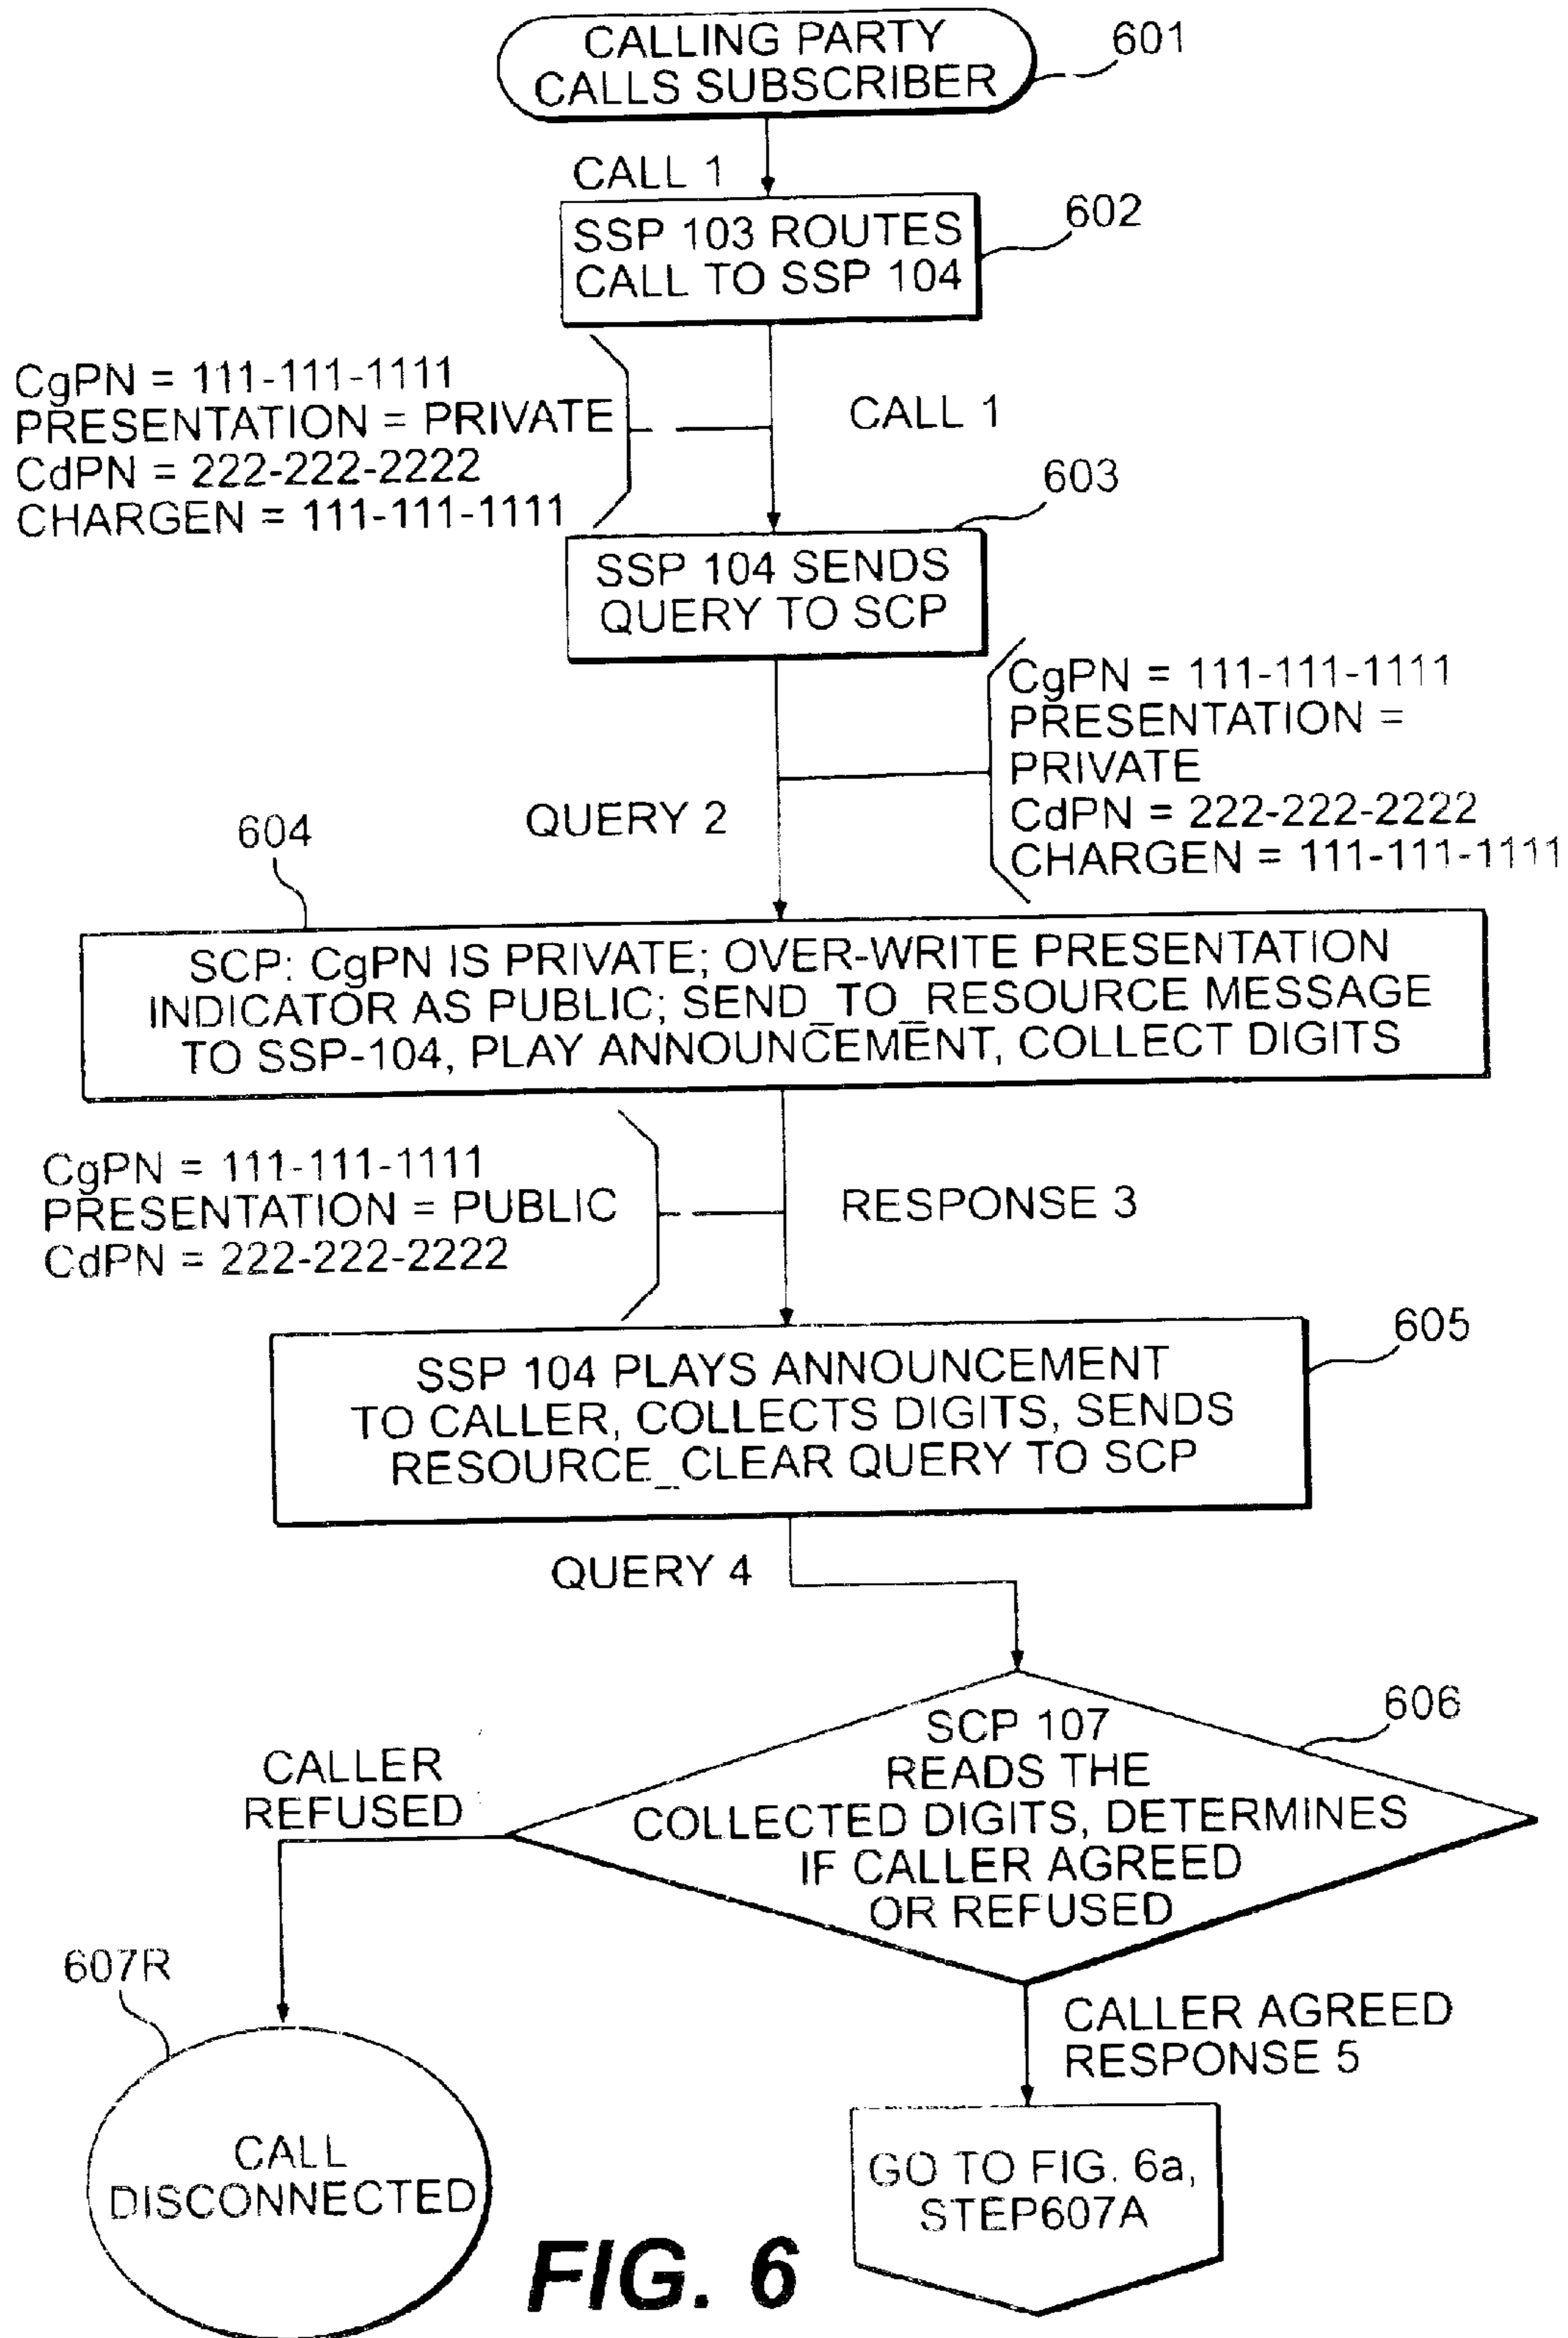 CALLING PARTY
CALLS SUBSCRIBER
601
CALL 1
SSP 103 ROUTES
CALL TO SSP 104
602
CgPN = 111-111-1111
PRESENTATION = PRIVATE
CdPN = 222-222-2222
CHARGEN = 111-111-1111
CALL 1
603
SSP 104 SENDS
QUERY TO SCP
CgPN = 111-111-1111
PRESENTATION =
PRIVATE
CdPN = 222-222-2222
CHARGEN = 111-111-1111
QUERY 2
604
SCP: CgPN IS PRIVATE; OVER-WRITE PRESENTATION
INDICATOR AS PUBLIC; SEND_TO_RESOURCE MESSAGE
TO SSP-104, PLAY ANNOUNCEMENT, COLLECT DIGITS
CgPN = 111-111-1111
PRESENTATION = PUBLIC
CdPN = 222-222-2222
RESPONSE 3
605
SSP 104 PLAYS ANNOUNCEMENT
TO CALLER, COLLECTS DIGITS, SENDS
RESOURCE_CLEAR QUERY TO SCP
QUERY 4
606
SCP 107
READS THE
COLLECTED DIGITS, DETERMINES
IF CALLER AGREED
OR REFUSED
CALLER
REFUSED
607R
CALL
DISCONNECTED
CALLER AGREED
RESPONSE 5
GO TO FIG. 6a,
STEP607A
FIG. 6